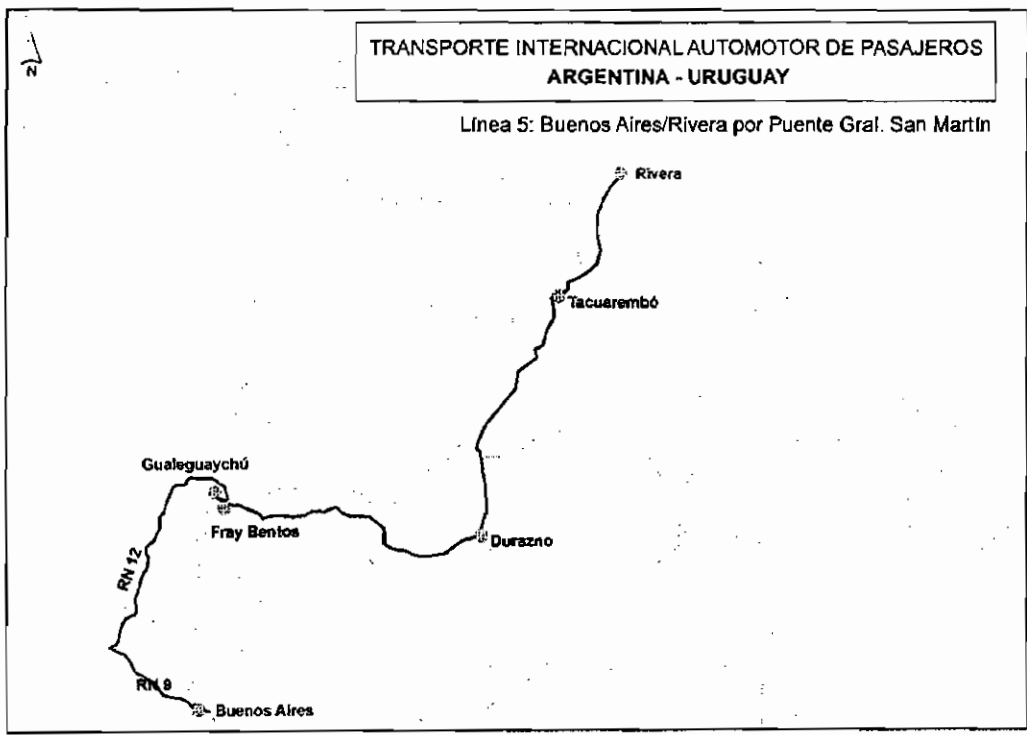 N
TRANSPORTE INTERNACIONAL AUTOMOTOR DE PASAJEROS
ARGENTINA - URUGUAY
Línea 5: Buenos Aires/Rivera por Puente Gral. San Martín
Rivera
Tacuarembó
Gualeguaychú
Fray Bentos
Durazno
RN 12
RN 9
Buenos Aires